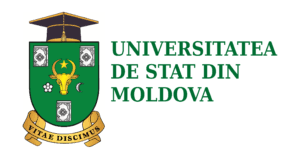 UNIVERSITATEA
DE STAT DIN
MOLDOVA
VITAE DISCIMUS